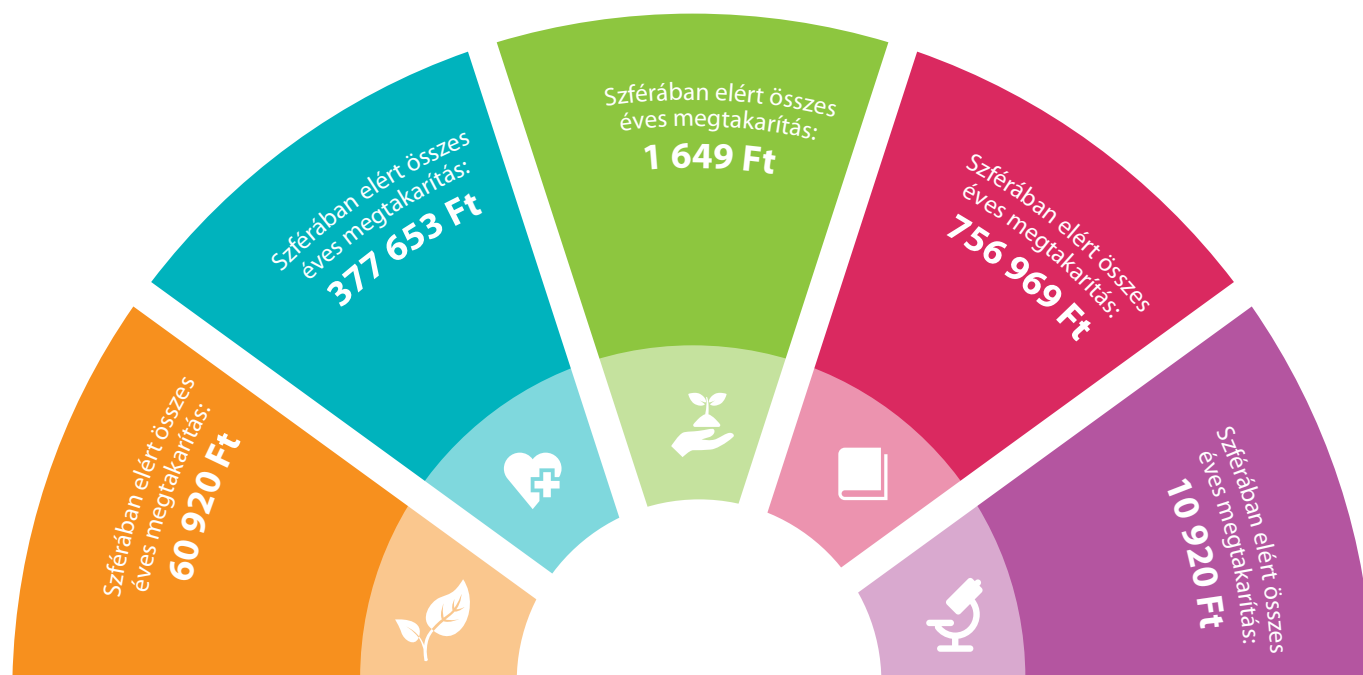 Szférában elért összes
éves megtakarítás:
60 920 Ft
Szférában elért összes
éves megtakarítás:
377 653 Ft
Szférában elért összes
éves megtakarítás:
1 649 Ft
Szférában elért összes
éves megtakarítás:
756 969 Ft
Szférában elért összes
éves megtakarítás:
10 920 Ft